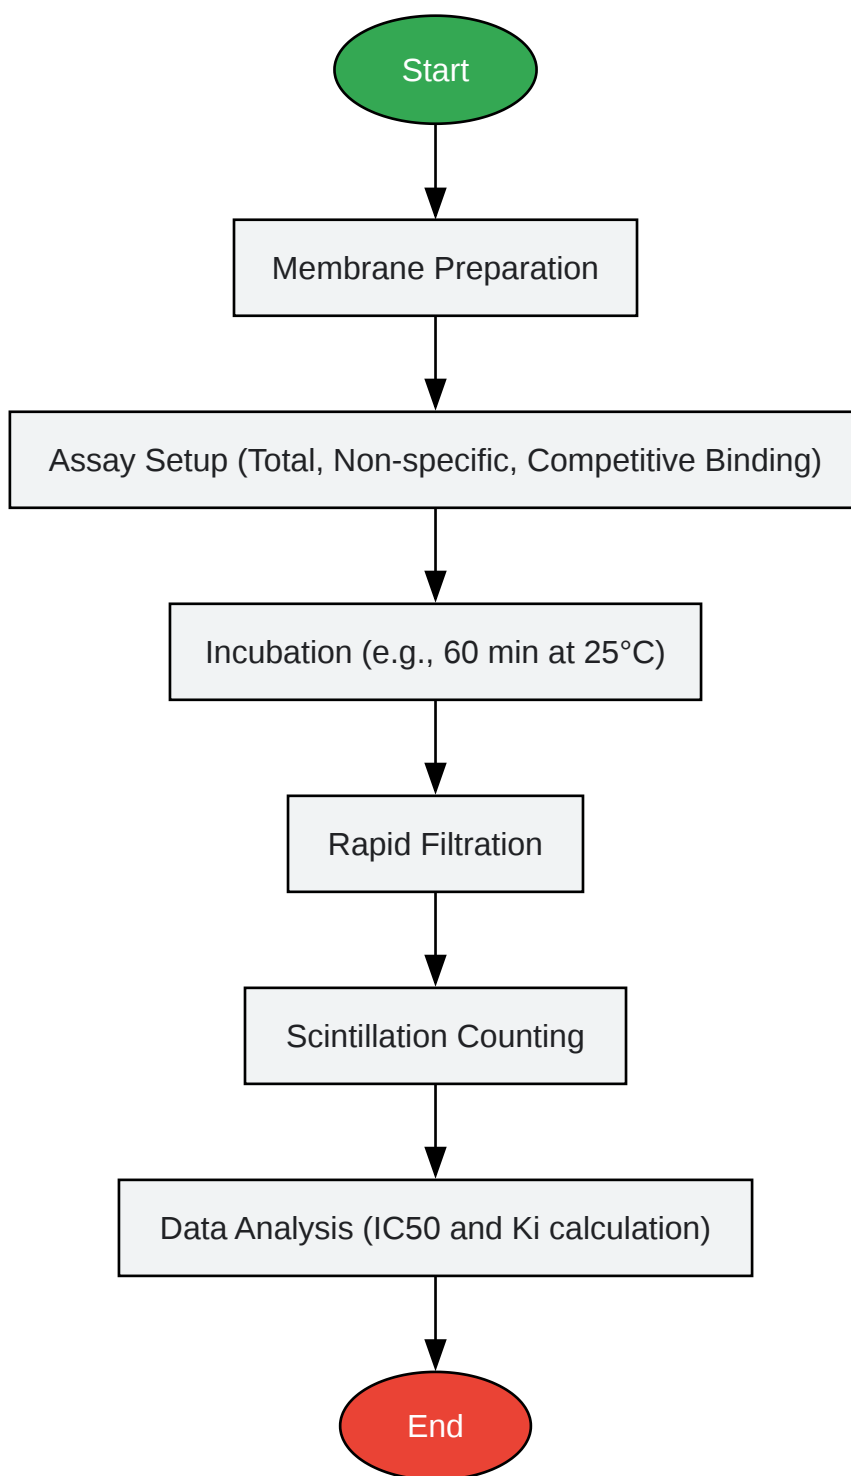 Start
Membrane Preparation
Assay Setup (Total, Non-specific, Competitive Binding)
Incubation (e.g., 60 min at 25°C)
Rapid Filtration
Scintillation Counting
Data Analysis (IC50 and Ki calculation)
End